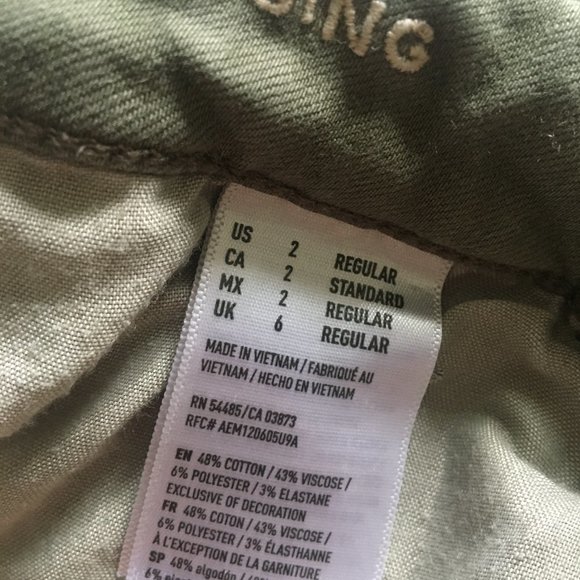 ING
US 2 REGULAR
CA 2 STANDARD
MX 2 REGULAR
UK 6 REGULAR
MADE IN VIETNAM / FABRIQUÉ AU
VIETNAM / HECHO EN VIETNAM
RN 54485/CA 03873
RFC# AEM120605U9A
EN 48% COTTON / 43% VISCOSE /
6% POLYESTER / 3% ELASTANE
EXCLUSIVE OF DECORATION
FR 48% COTON / 43% VISCOSE /
6% POLYESTER / 3% ÉLASTHANNE
À L'EXCEPTION DE LA GARNITURE
SP 48% algodón /
6%